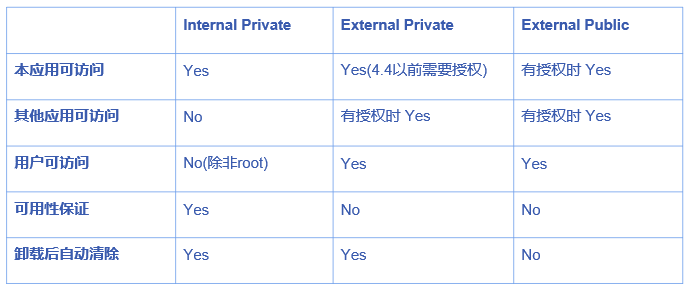 Internal Private External Private External Public
本应用可访问 Yes Yes(4.4以前需要授权) 有授权时 Yes
其他应用可访问 No 有授权时 Yes 有授权时 Yes
用户可访问 No(除非root) Yes Yes
可用性保证 Yes No No
卸载后自动清除 Yes Yes No